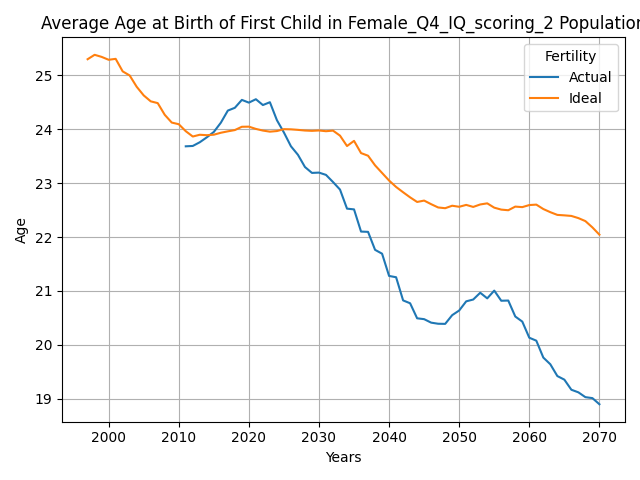 Average Age at Birth of First Child in Female_Q4_IQ_scoring_2 Population
Fertility
Actual
Ideal
Age
25
24
23
22
21
20
19
2000 2010 2020 2030 2040 2050 2060 2070
Years